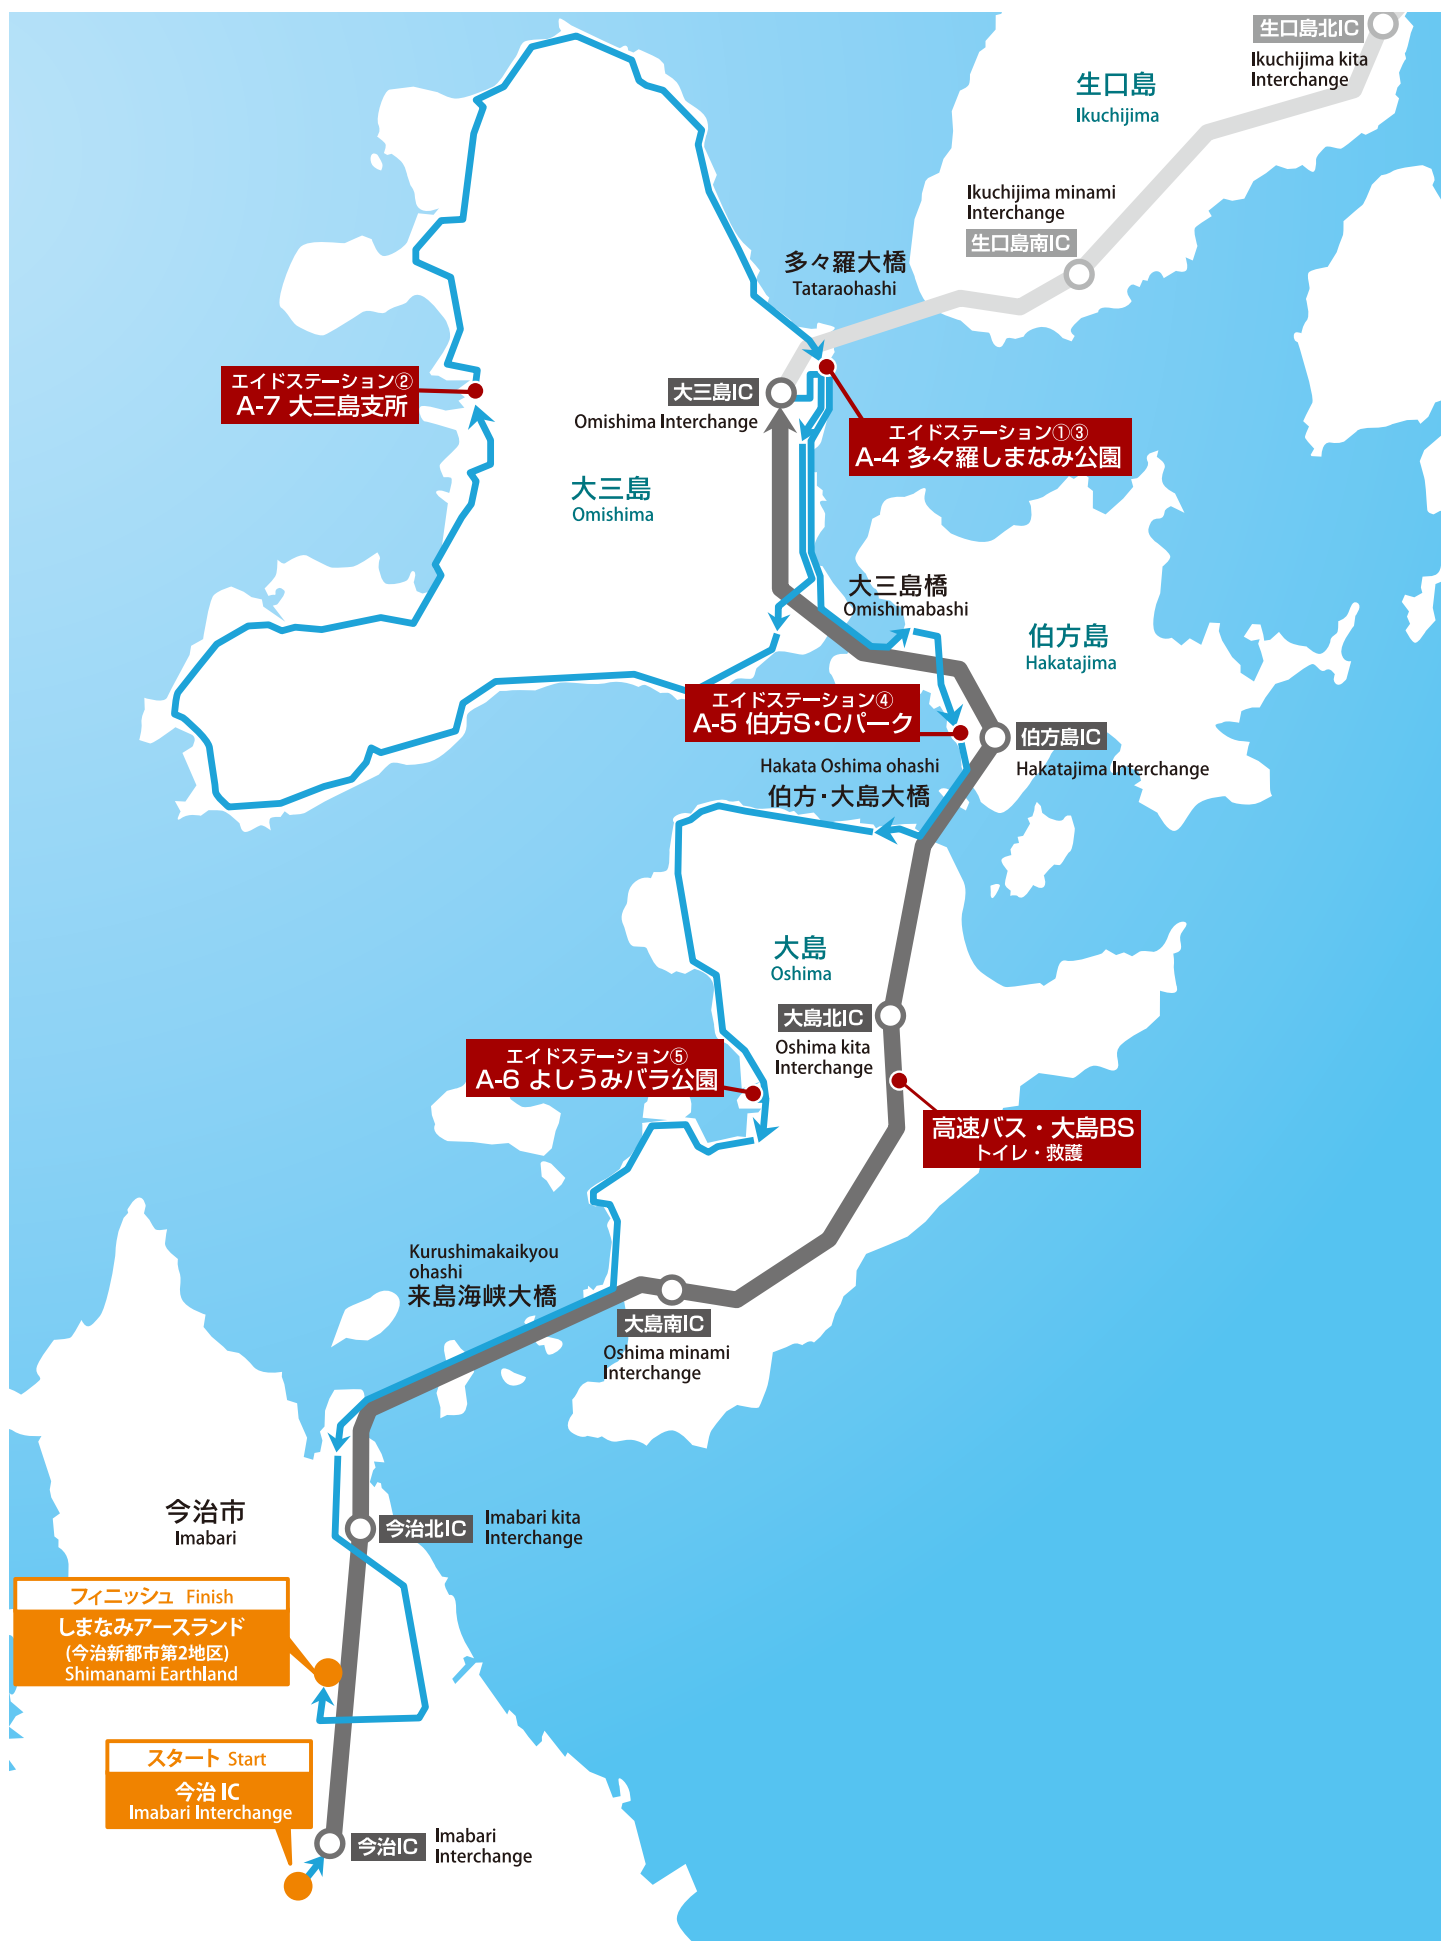 生口島北IC
Ikuchijima kita
Interchange
生口島
Ikuchijima
Ikuchijima minami
Interchange
生口島南IC
多々羅大橋
Tataraohashi
エイドステーション②
A-7 大三島支所
大三島IC
Omishima Interchange
エイドステーション①③
A-4 多々羅しまなみ公園
大三島
Omishima
大三島橋
Omishimabashi
伯方島
Hakatajima
エイドステーション④
A-5 伯方S・Cパーク
伯方島IC
Hakatajima Interchange
Hakata Oshima ohashi
伯方・大島大橋
大島
Oshima
大島北IC
Oshima kita
Interchange
エイドステーション⑤
A-6 よしうみバラ公園
高速バス・大島BS
トイレ・救護
Kurushimakaikyou
ohashi
来島海峡大橋
大島南IC
Oshima minami
Interchange
今治市
Imabari
今治北IC
Imabari kita
Interchange
フィニッシュ Finish
しまなみアースランド
(今治新都市第2地区)
Shimanami Earthland
スタート Start
今治 IC
Imabari Interchange
今治IC
Imabari
Interchange